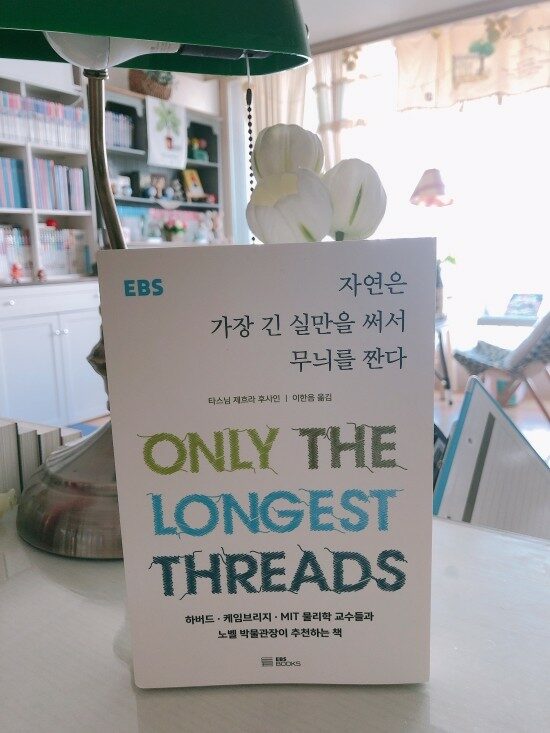 EBS
자연은
가장 긴 실만을 써서
무늬를 짠다
타스님 제흐라 후사인 | 이한음 옮김
ONLY THE
LONGEST
THREADS
하버드 · 케임브리지 · MIT 물리학 교수들과
노벨 박물관장이 추천하는 책
EBS
BOOKS